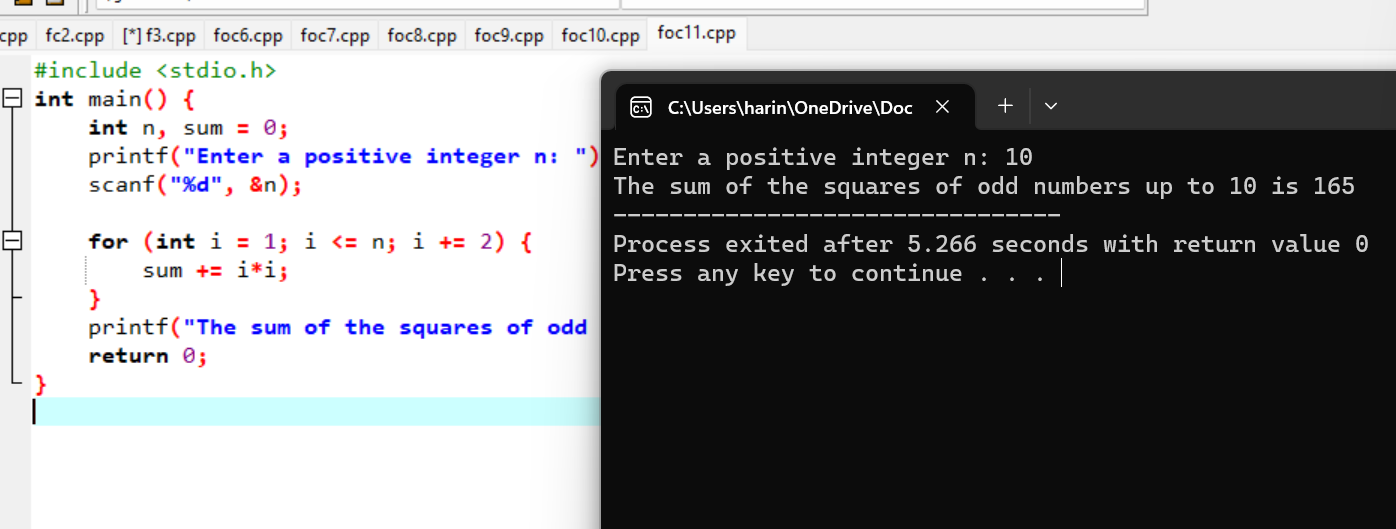 cpp fc2.cpp [*] f3.cpp foc6.cpp foc7.cpp foc8.cpp foc9.cpp foc10.cpp foc11.cpp
#include <stdio.h>
int main() {
int n, sum = 0;
printf("Enter a positive integer n: ")
scanf("%d", &n);
for (int i = 1; i <= n; i += 2) {
sum += i*i;
}
printf("The sum of the squares of odd
return 0;
}
C:\Users\harin\OneDrive\Doc
Enter a positive integer n: 10
The sum of the squares of odd numbers up to 10 is 165
--------------------------------
Process exited after 5.266 seconds with return value 0
Press any key to continue . . .